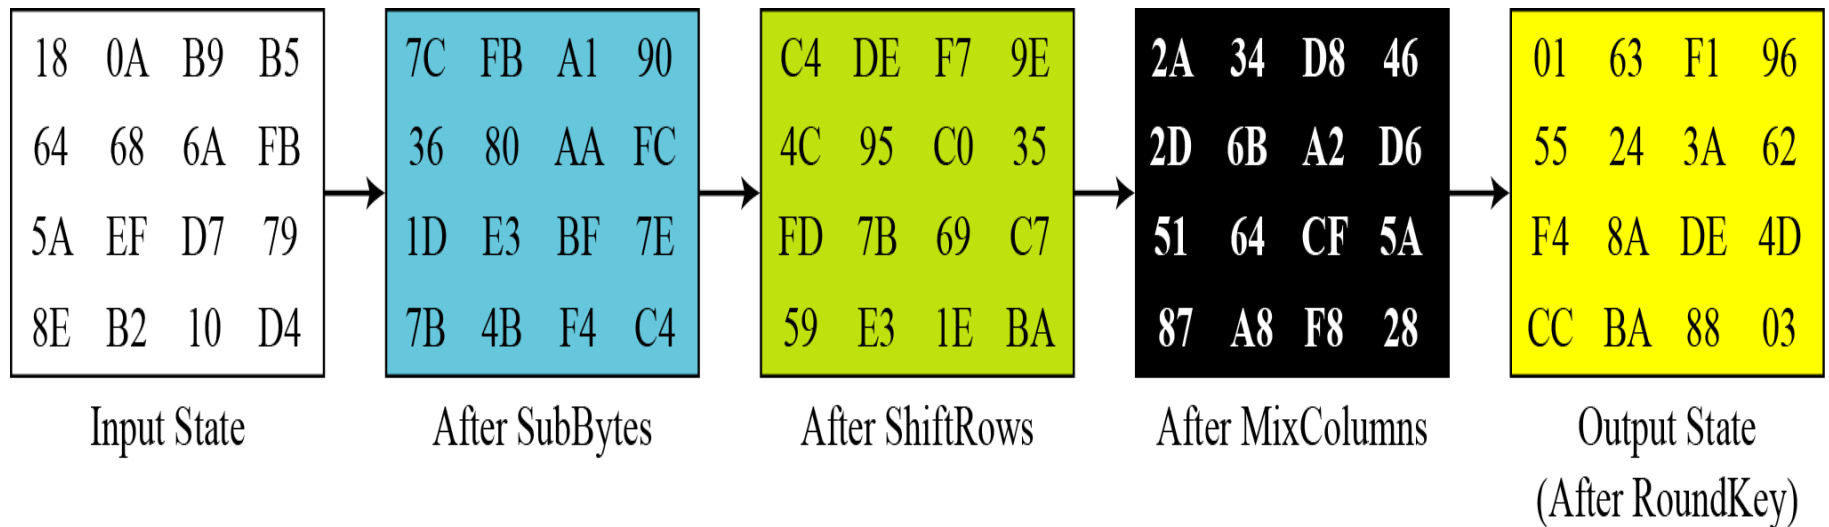 18 0A B9 B5
64 68 6A FB
5A EF D7 79
8E B2 10 D4
Input State
7C FB A1 90
36 80 AA FC
1D E3 BF 7E
7B 4B F4 C4
After SubBytes
C4 DE F7 9E
4C 95 C0 35
FD 7B 69 C7
59 E3 1E BA
After ShiftRows
2A 34 D8 46
2D 6B A2 D6
51 64 CF 5A
87 A8 F8 28
After MixColumns
01 63 F1 96
55 24 3A 62
F4 8A DE 4D
CC BA 88 03
Output State
(After RoundKey)